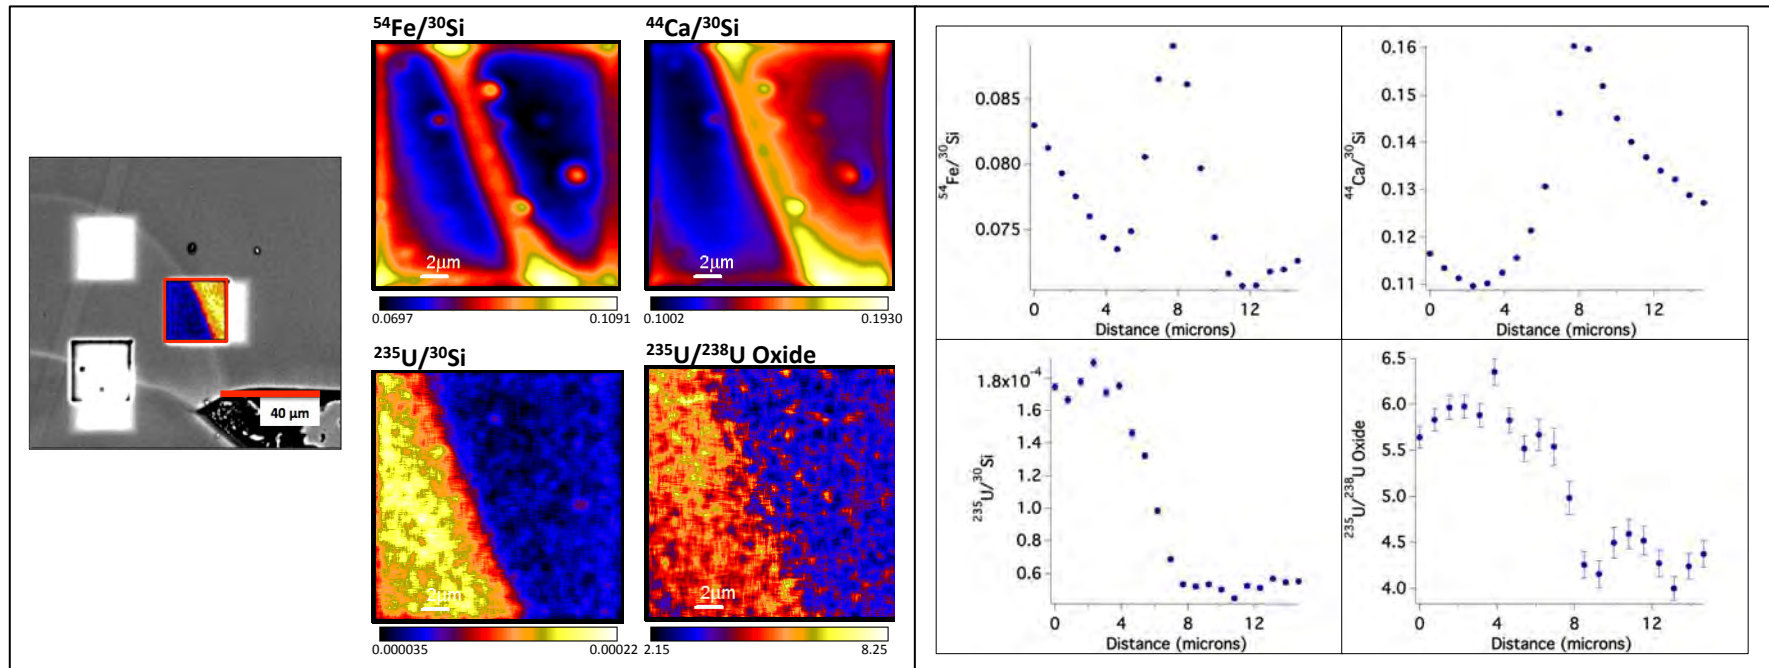 ⁵⁴Fe/³⁰Si
⁴⁴Ca/³⁰Si
2μm
2μm
0.0697
0.1091
0.1002
0.1930
²³⁵U/³⁰Si
²³⁵U/²³⁸U Oxide
2μm
2μm
0.000035
0.00022
2.15
8.25
40 μm
⁵⁴Fe/³⁰Si
0.085
0.080
0.075
0
4
8
12
Distance (microns)
⁴⁴Ca/³⁰Si
0.16
0.15
0.14
0.13
0.12
0.11
0
4
8
12
Distance (microns)
²³⁵U/³⁰Si
1.8x10⁻⁴
1.6
1.4
1.2
1.0
0.8
0.6
0
4
8
12
Distance (microns)
²³⁵U/²³⁸U Oxide
6.5
6.0
5.5
5.0
4.5
4.0
0
4
8
12
Distance (microns)